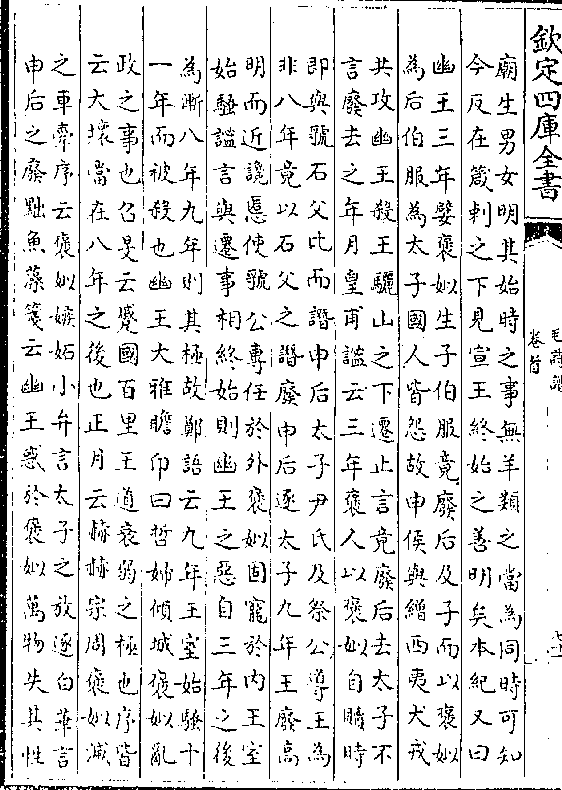 欽定四庫全書
毛詩譜
卷首
廟生男女明其始時之事無羊類之當為同時可知
今反在箴刺之下見宣王終始之善明矣本紀又曰
幽王三年嬖褒姒生子伯服竟廢后及子而以褒姒
為后伯服為太子國人皆怨故申侯與繒西夷犬戎
共攻幽王殺王驪山之下遷止言竟廢后去太子不
言廢去之年月皇甫謐云三年褒人以褒姒自贖時
即與虢石父比而譖申后太子尹氏及祭公導王為
非八年竟以石父之譖廢申后逐太子九年王廢高
明而近讒慝使虢公專任於外褒姒固寵於內王室
始騷謐言與遷事相終始則幽王之惡自三年之後
為漸八年九年則其極故鄭語云九年王室始騷十
一年而被殺也幽王大雅瞻卬曰哲婦傾城褒姒亂
政之事也召旻云蹙國百里王道衰弱之極也序皆
云大壞當在八年之後也正月云赫赫宗周褒姒滅
之車舝序云褒姒嫉妬小弁言太子之放逐白華言
申后之廢黜魚藻箋云幽王惑於褒姒萬物失其性